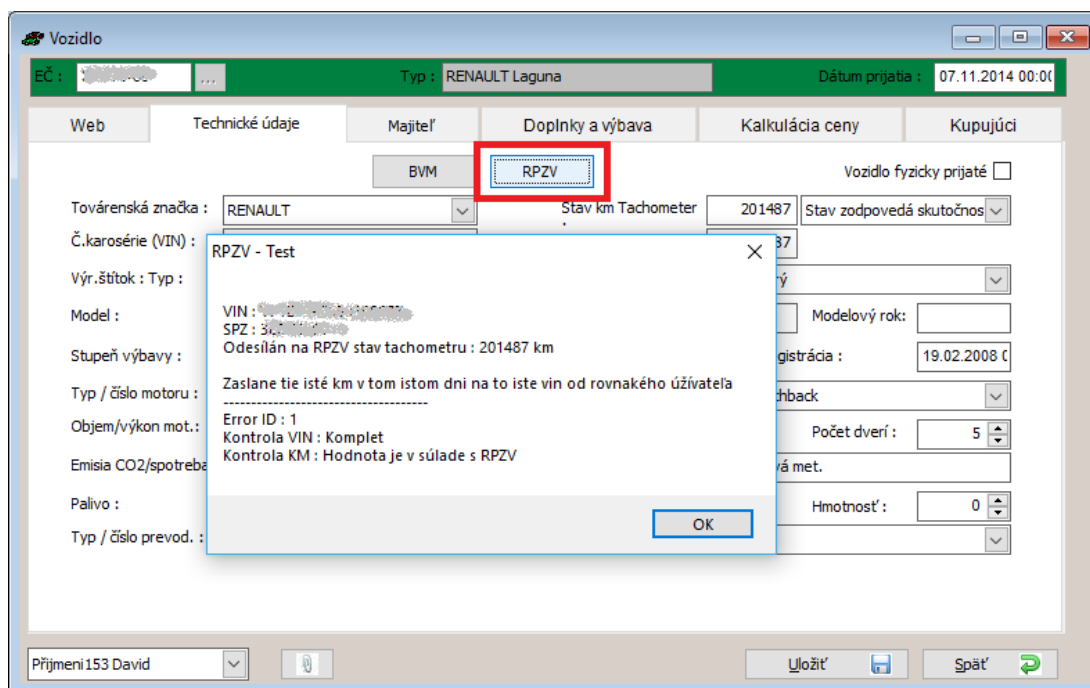 Vozidlo
EČ : ... Typ : RENAULT Laguna Dátum prijatia : 07.11.2014 00:0(
Web Technické údaje Majiteľ Doplnky a výbava Kalkulácia ceny Kupujúci
BVM RPZV Vozidlo fyzicky prijaté
Továrenská značka : RENAULT Stav km Tachometer : 201487 Stav zodpovedá skutočnos
Č.karosérie (VIN) : 87
RPZV - Test
Výr.štítok : Typ : ý
VIN :
SPZ : 3
Odesílán na RPZV stav tachometru : 201487 km
Zaslane tie isté km v tom istom dni na to iste vin od rovnakého úžívateľa
------------------------------------
Error ID : 1
Kontrola VIN : Komplet
Kontrola KM : Hodnota je v súlade s RPZV
OK
Model : Modelový rok:
Stupeň výbavy : gistrácia : 19.02.2008 0
Typ / číslo motoru : hback
Objem/výkon mot.: Počet dverí : 5
Emisia CO2/spotreba vá met.
Palivo : Hmotnosť : 0
Typ / číslo prevod. :
Přijmeni153 David Uložiť Späť